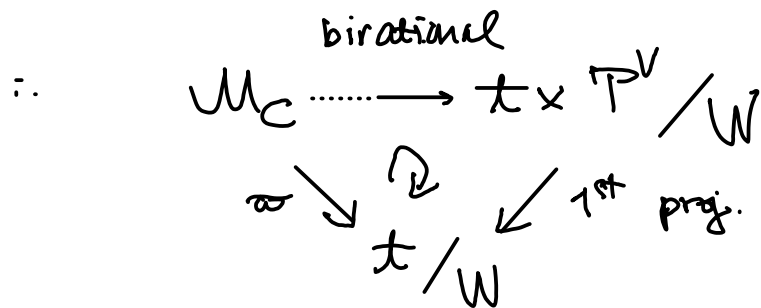 birational
∴ M_C ⋯⋯→ t × T^∨ / W
ϖ ↘ ↻ ↙ 1st proj.
t / W